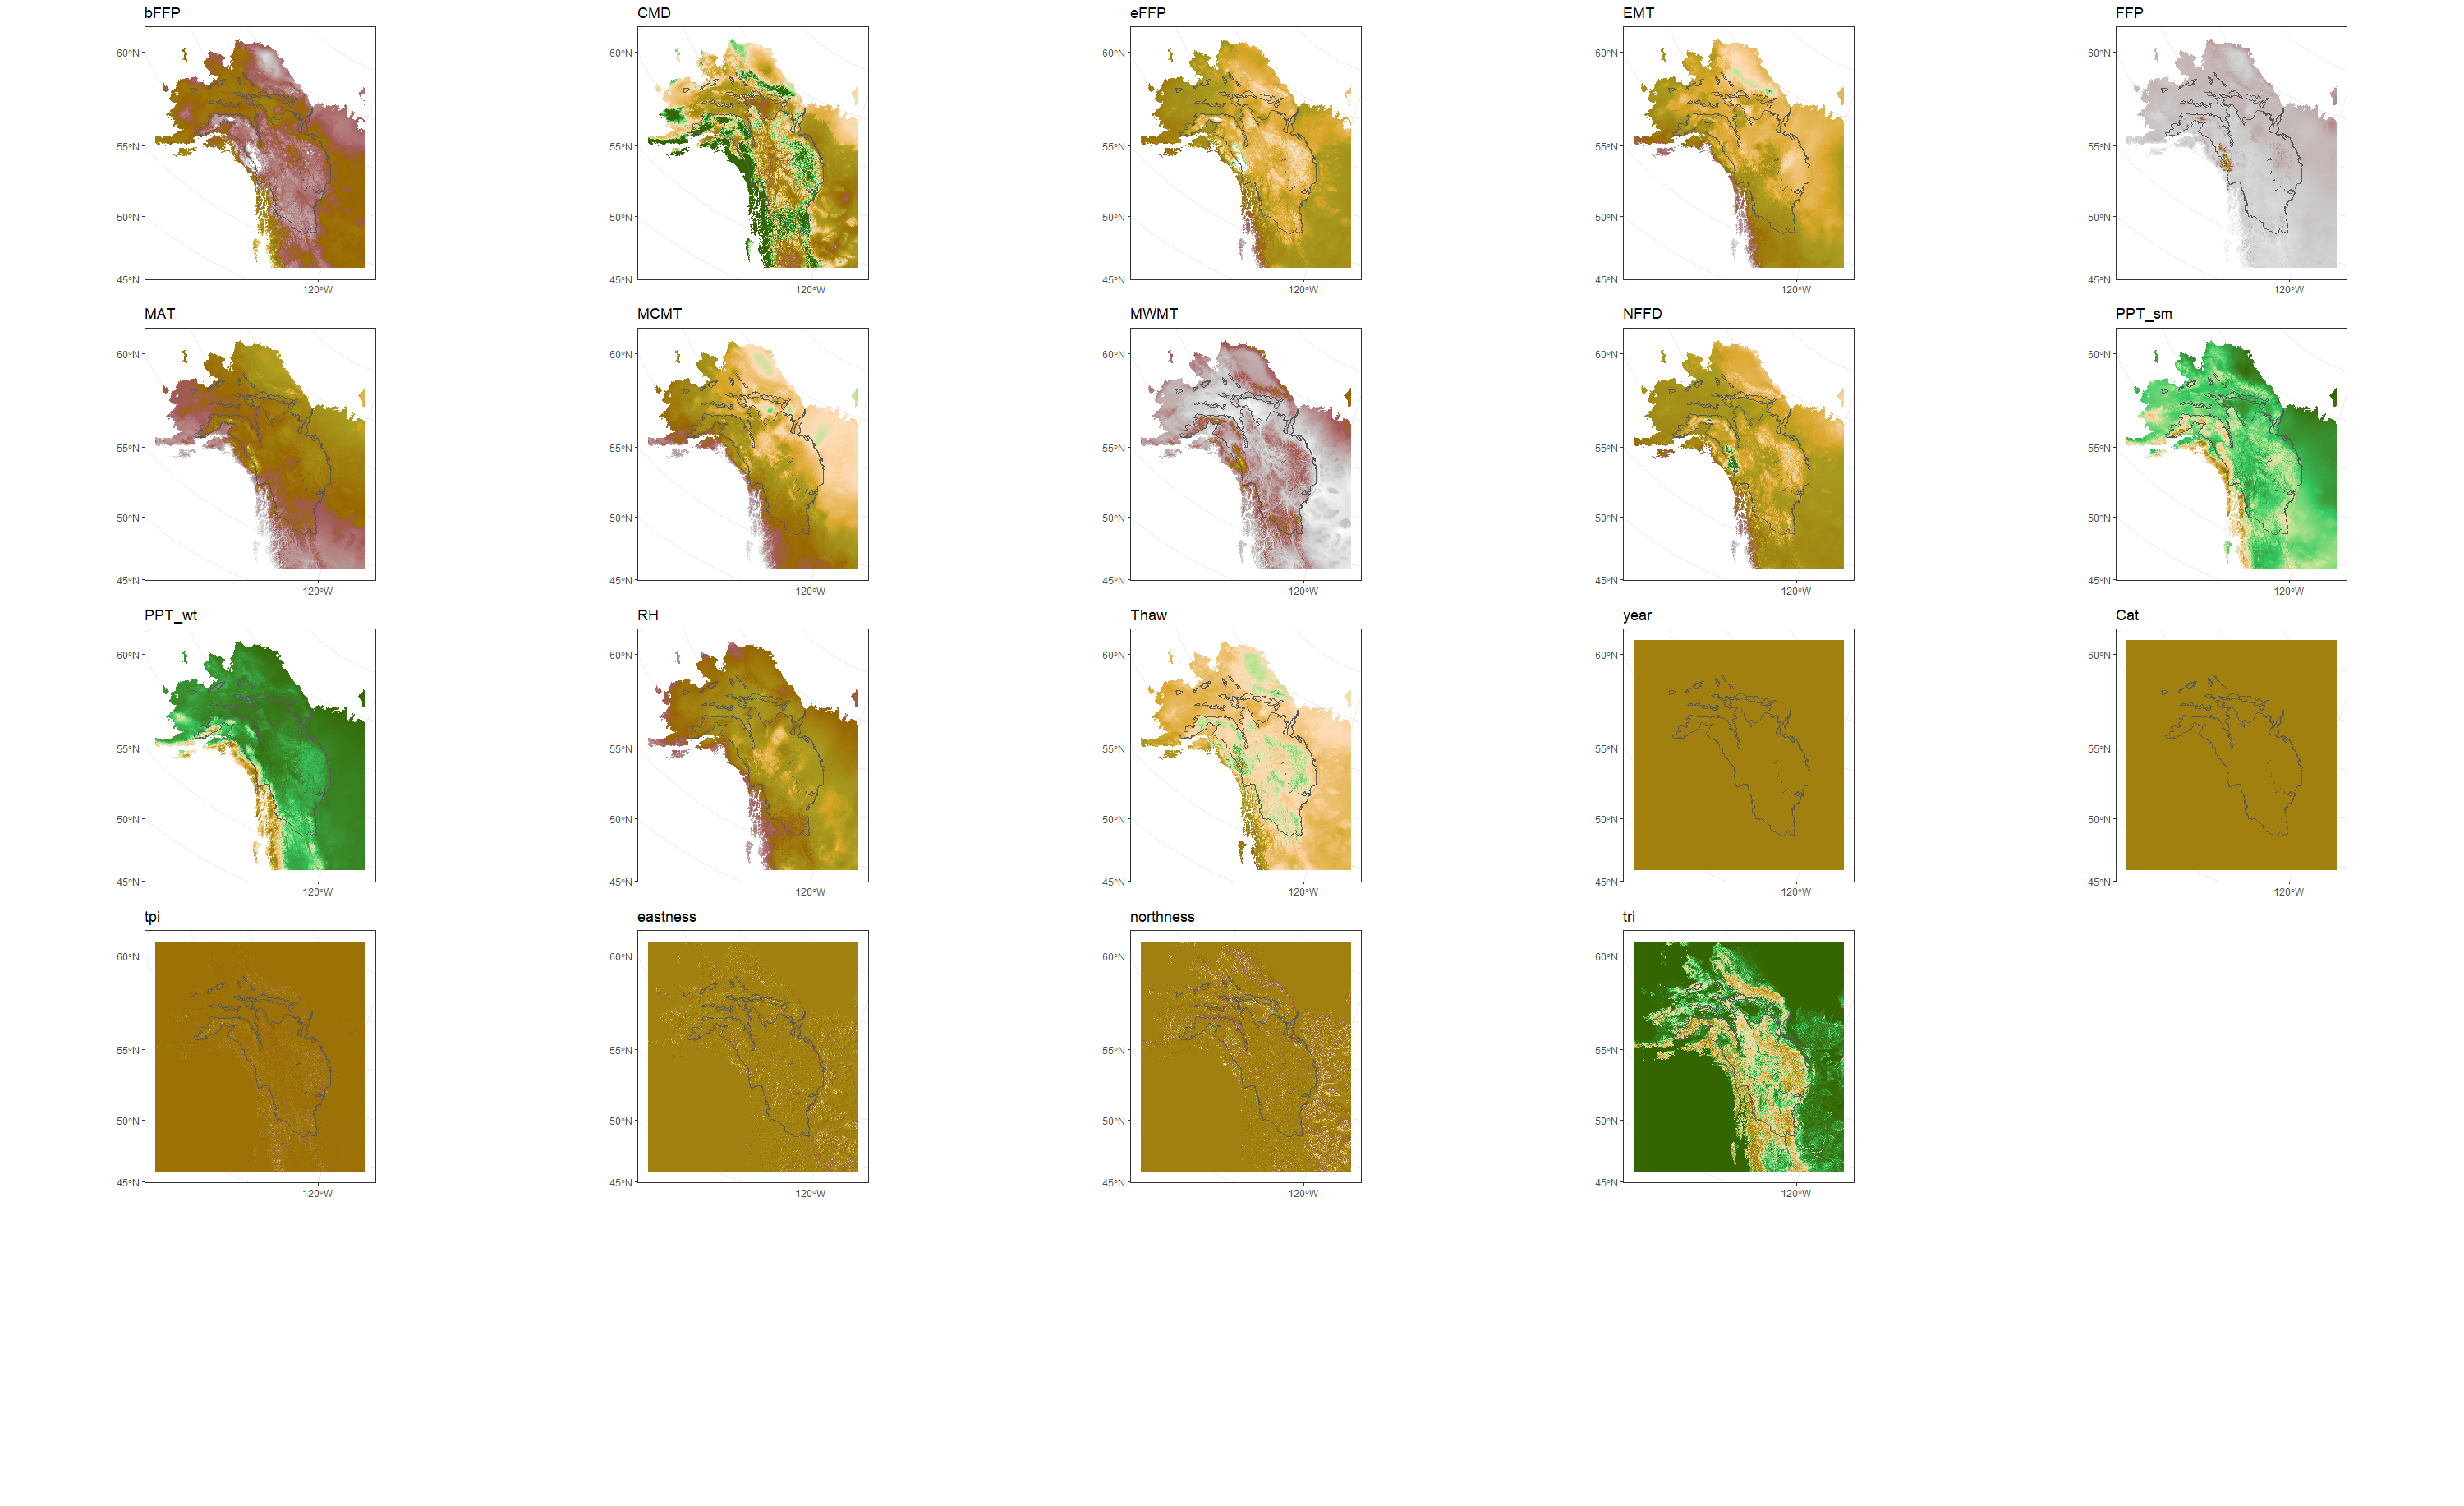 bFFP CMD eFFP EMT FFP
60°N 60°N 60°N 60°N 60°N
55°N 55°N 55°N 55°N 55°N
50°N 50°N 50°N 50°N 50°N
45°N 45°N 45°N 45°N 45°N
120°W 120°W 120°W 120°W 120°W
MAT MCMT MWMT NFFD PPT_sm
60°N 60°N 60°N 60°N 60°N
55°N 55°N 55°N 55°N 55°N
50°N 50°N 50°N 50°N 50°N
45°N 45°N 45°N 45°N 45°N
120°W 120°W 120°W 120°W 120°W
PPT_wt RH Thaw year Cat
60°N 60°N 60°N 60°N 60°N
55°N 55°N 55°N 55°N 55°N
50°N 50°N 50°N 50°N 50°N
45°N 45°N 45°N 45°N 45°N
120°W 120°W 120°W 120°W 120°W
tpi eastness northness tri
60°N 60°N 60°N 60°N
55°N 55°N 55°N 55°N
50°N 50°N 50°N 50°N
45°N 45°N 45°N 45°N
120°W 120°W 120°W 120°W